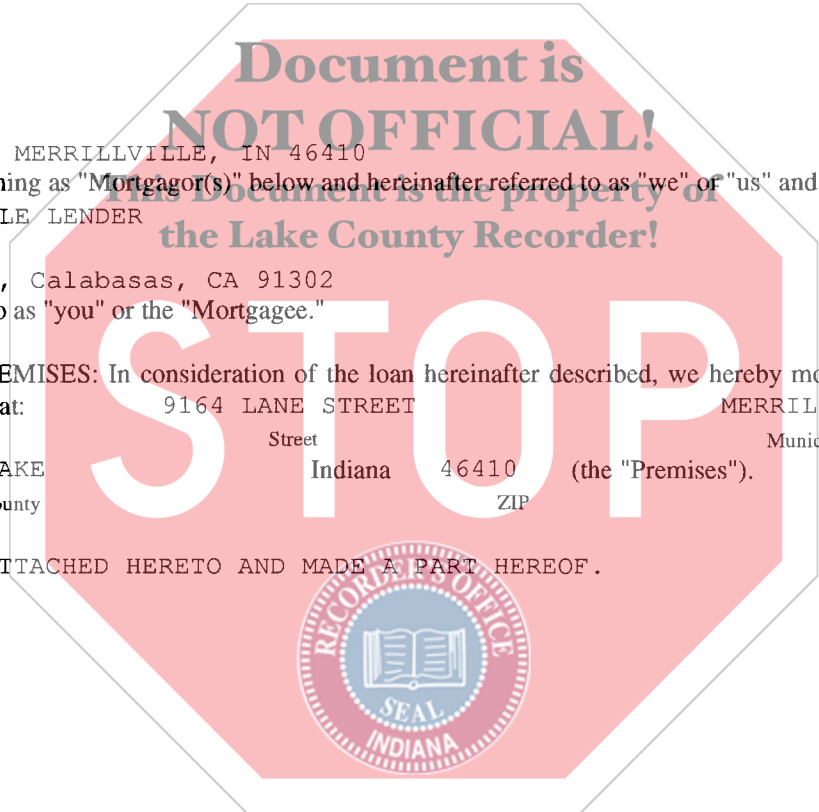 Document is
NOT OFFICIAL!
MERRILLVILLE, IN 46410
ning as "Mortgagor(s)" below and hereinafter referred to as "we" or "us" and
This Document is the property of
LE LENDER
the Lake County Recorder!
, Calabasas, CA 91302
o as "you" or the "Mortgagee."
STOP
EMISES: In consideration of the loan hereinafter described, we hereby mo
at: 9164 LANE STREET MERRIL
Street Munic
AKE Indiana 46410 (the "Premises").
ounty ZIP
TTACHED HERETO AND MADE A PART HEREOF.
RECORDER'S OFFICE
SEAL
INDIANA